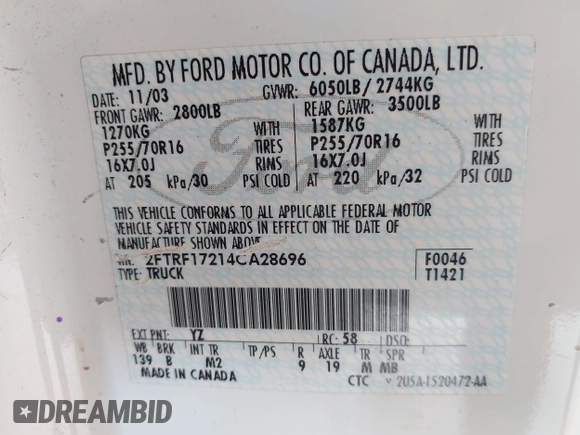 MFD. BY FORD MOTOR CO. OF CANADA, LTD.
DATE: 11/03 GVWR: 6050LB/ 2744KG
FRONT GAWR: 2800LB REAR GAWR: 3500LB
1270KG WITH 1587KG WITH
P255/70R16 TIRES P255/70R16 TIRES
16X7.0J RIMS 16X7.0J RIMS
AT 205 kPa/30 PSI COLD AT 220 kPa/32 PSI COLD
Ford
THIS VEHICLE CONFORMS TO ALL APPLICABLE FEDERAL MOTOR
VEHICLE SAFETY STANDARDS IN EFFECT ON THE DATE OF
MANUFACTURE SHOWN ABOVE.
VIN: 2FTRF17214CA28696 F0046
TYPE: TRUCK T1421
EXT PNT: YZ RC: 58 DSO:
WB BRK INT TR TP/PS R AXLE TR SPR
139 B M2 9 19 M MB
MADE IN CANADA CTC 2U5A-1520472-AA
DREAMBID